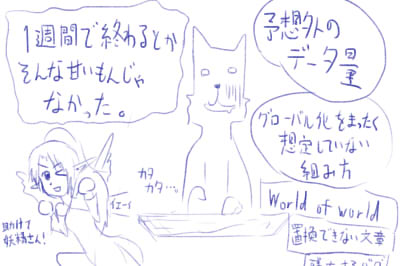 1週間で終わるとか
そんな甘いもんじゃ
なかった。
予想外の
データ量
グローバル化をまったく
想定していない
組み方
カタ
カタ…。
イエーイ
助けて
妖精さん!
World of world
置換できない文章